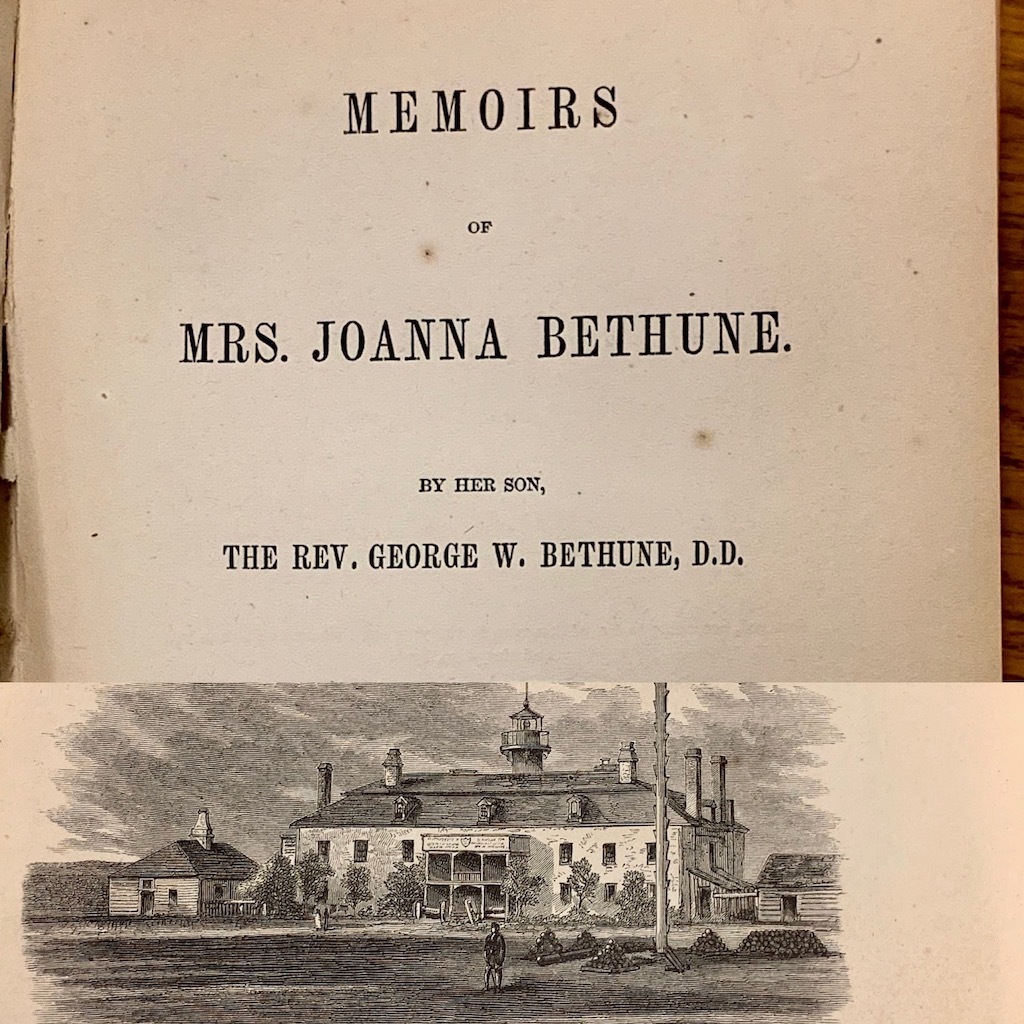 MEMOIRS
OF
MRS. JOANNA BETHUNE.
BY HER SON,
THE REV. GEORGE W. BETHUNE, D.D.